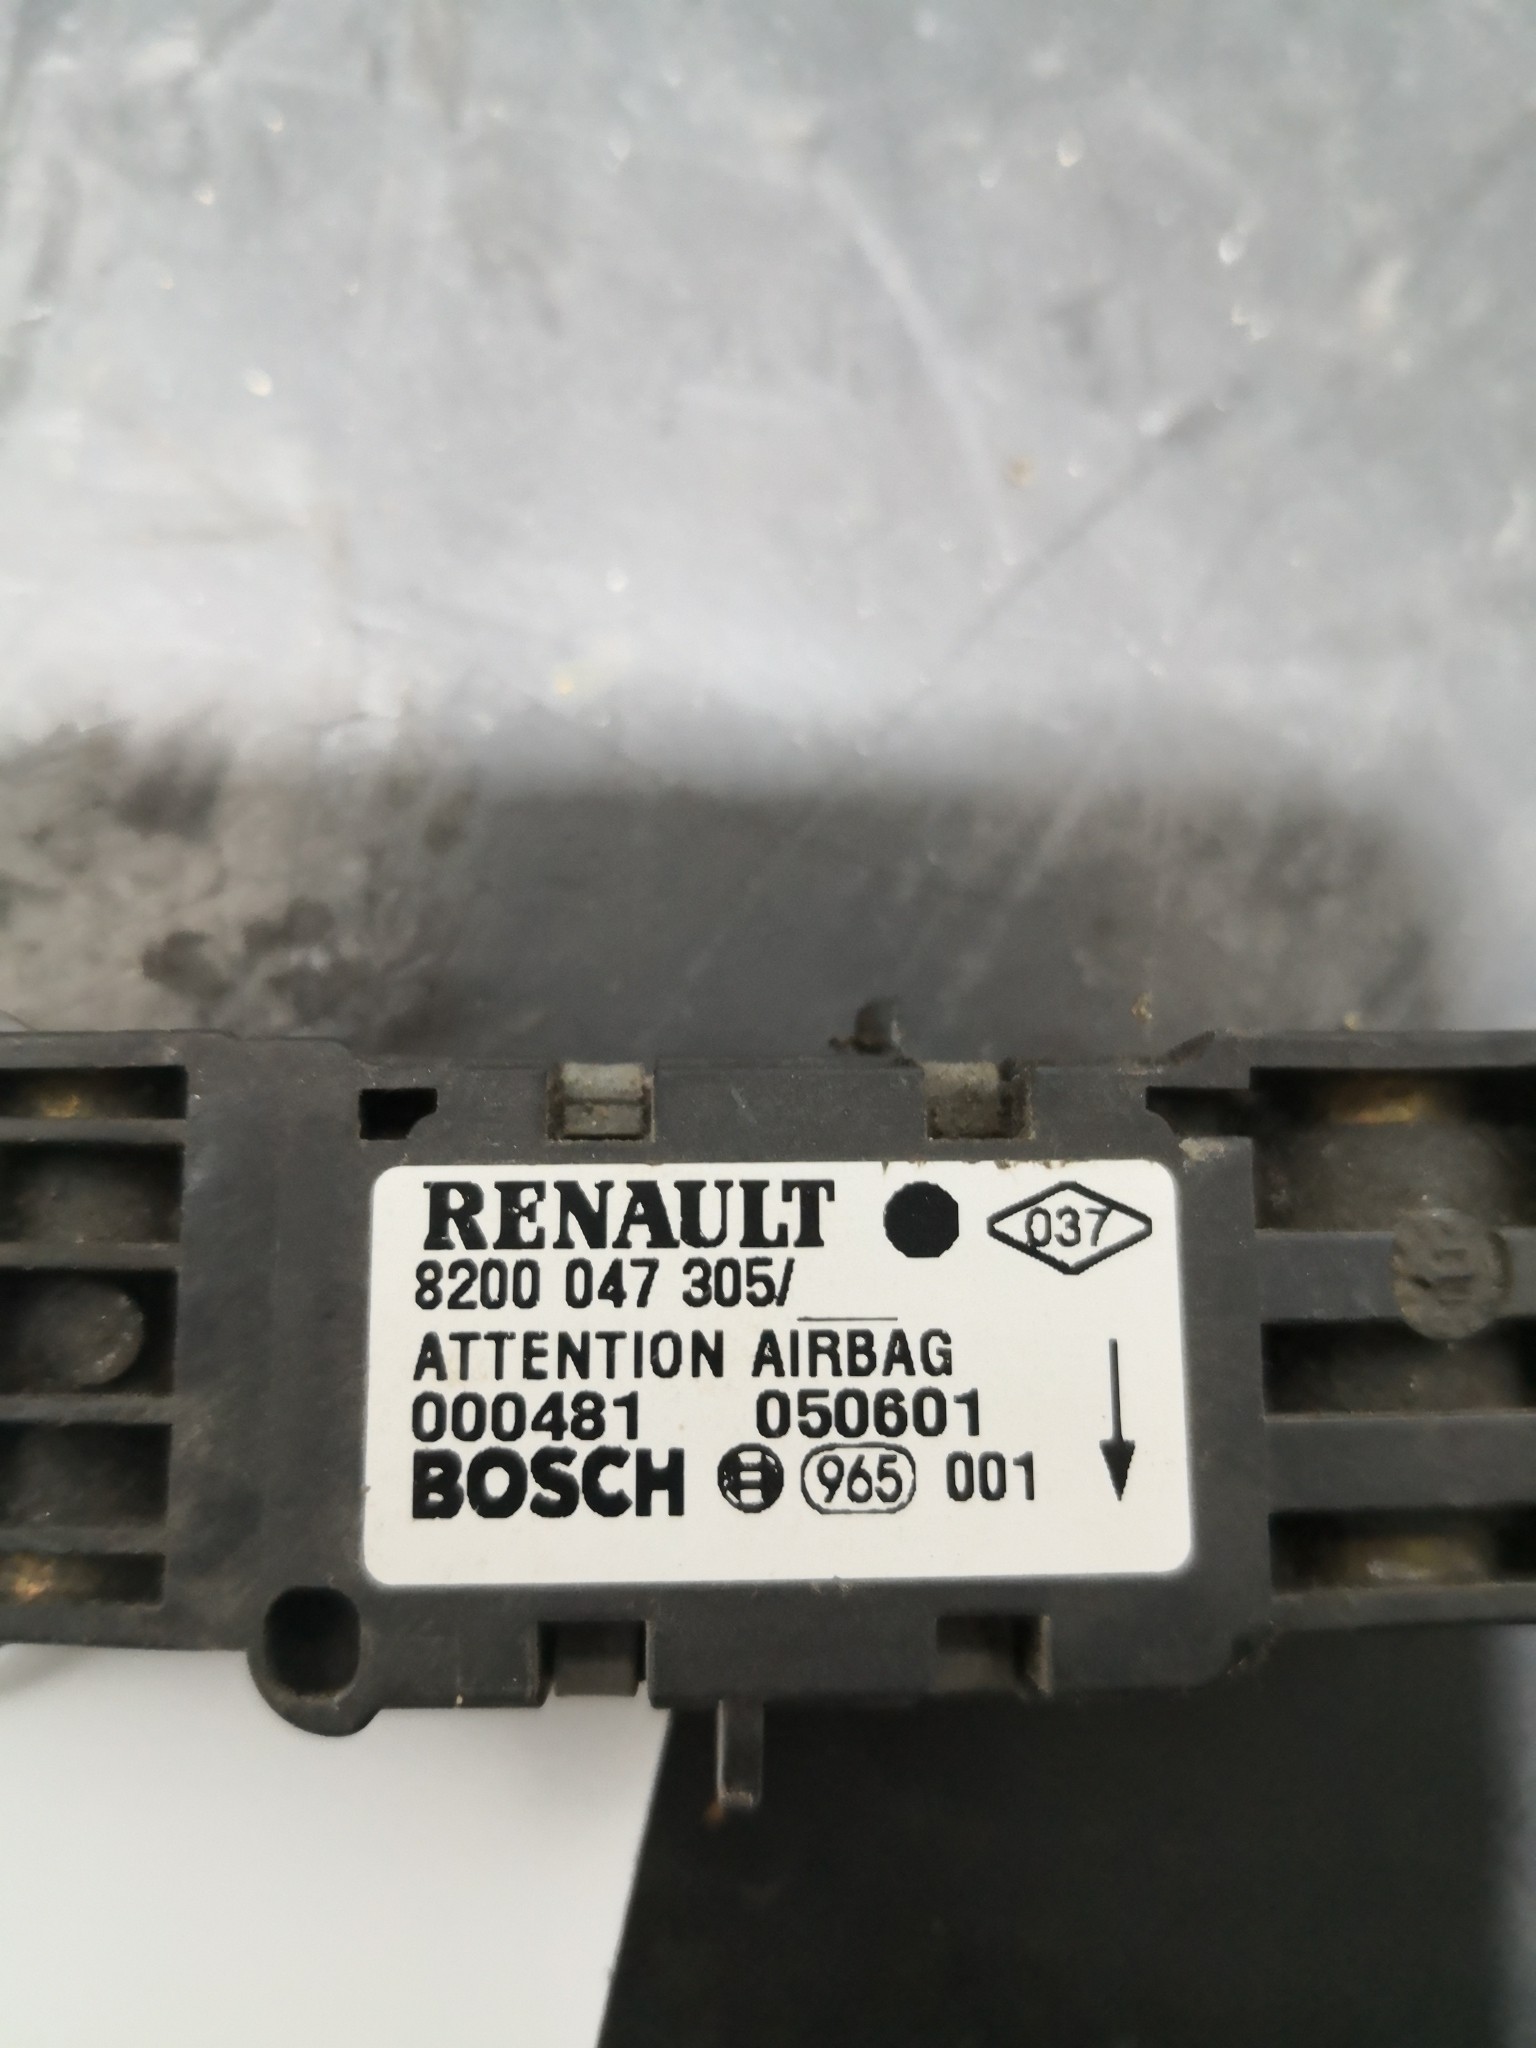 RENAULT 037
8200 047 305/
ATTENTION AIRBAG
000481 050601
BOSCH 965 001